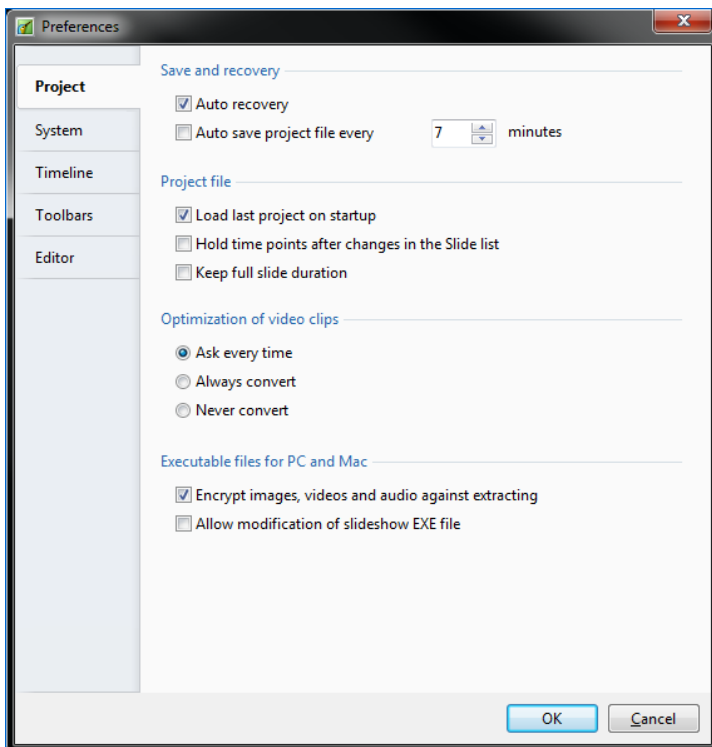 Preferences
Project
System
Timeline
Toolbars
Editor
Save and recovery
Auto recovery
Auto save project file every 7 minutes
Project file
Load last project on startup
Hold time points after changes in the Slide list
Keep full slide duration
Optimization of video clips
Ask every time
Always convert
Never convert
Executable files for PC and Mac
Encrypt images, videos and audio against extracting
Allow modification of slideshow EXE file
OK Cancel